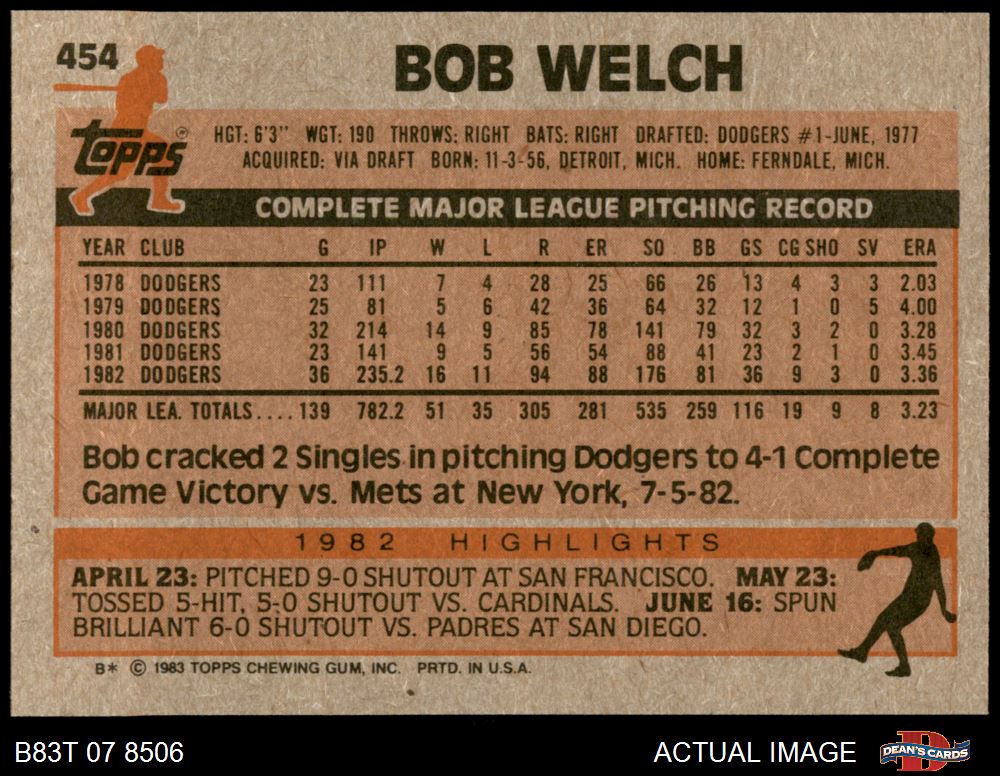 454
BOB WELCH
topps®
HGT: 6'3" WGT: 190 THROWS: RIGHT BATS: RIGHT DRAFTED: DODGERS #1-JUNE, 1977
ACQUIRED: VIA DRAFT BORN: 11-3-56, DETROIT, MICH. HOME: FERNDALE, MICH.
COMPLETE MAJOR LEAGUE PITCHING RECORD
YEAR CLUB G IP W L R ER SO BB GS CG SHO SV ERA
1978 DODGERS 23 111 7 4 28 25 66 26 13 4 3 3 2.03
1979 DODGERS 25 81 5 6 42 36 64 32 12 1 0 5 4.00
1980 DODGERS 32 214 14 9 85 78 141 79 32 3 2 0 3.28
1981 DODGERS 23 141 9 5 56 54 88 41 23 2 1 0 3.45
1982 DODGERS 36 235.2 16 11 94 88 176 81 36 9 3 0 3.36
MAJOR LEA. TOTALS.... 139 782.2 51 35 305 281 535 259 116 19 9 8 3.23
Bob cracked 2 Singles in pitching Dodgers to 4-1 Complete
Game Victory vs. Mets at New York, 7-5-82.
1982 HIGHLIGHTS
APRIL 23: PITCHED 9-0 SHUTOUT AT SAN FRANCISCO. MAY 23:
TOSSED 5-HIT, 5-0 SHUTOUT VS. CARDINALS. JUNE 16: SPUN
BRILLIANT 6-0 SHUTOUT VS. PADRES AT SAN DIEGO.
B* © 1983 TOPPS CHEWING GUM, INC. PRTD. IN U.S.A.
B83T 07 8506 ACTUAL IMAGE DEAN'S CARDS